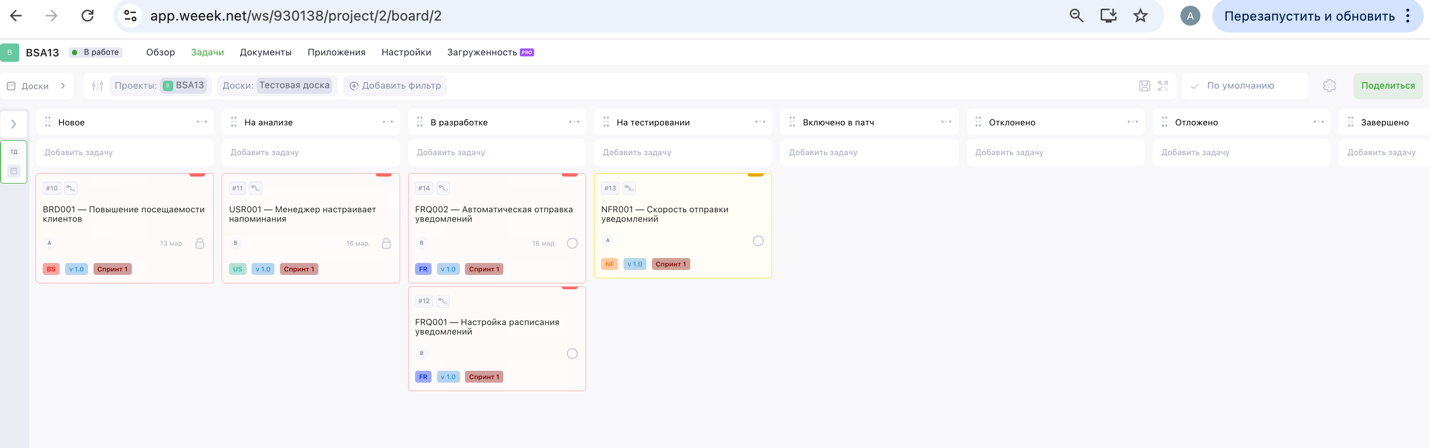 app.weeek.net/ws/930138/project/2/board/2
A
Перезапустить и обновить
B
BSA13
В работе
Обзор
Задачи
Документы
Приложения
Настройки
Загруженность
PRO
Доски
Проекты:
B
BSA13
Доски:
Тестовая доска
Добавить фильтр
По умолчанию
Поделиться
ТД
Новое
На анализе
В разработке
На тестировании
Включено в патч
Отклонено
Отложено
Завершено
Добавить задачу
Добавить задачу
Добавить задачу
Добавить задачу
Добавить задачу
Добавить задачу
Добавить задачу
Добавить задачу
#10
BRD001 — Повышение посещаемости
клиентов
A
13 мар.
BS
v 1.0
Спринт 1
#11
USR001 — Менеджер настраивает
напоминания
В
16 мар.
US
v 1.0
Спринт 1
#14
FRQ002 — Автоматическая отправка
уведомлений
В
16 мар.
FR
v 1.0
Спринт 1
#12
FRQ001 — Настройка расписания
уведомлений
В
FR
v 1.0
Спринт 1
#13
NFR001 — Скорость отправки
уведомлений
A
NF
v 1.0
Спринт 1